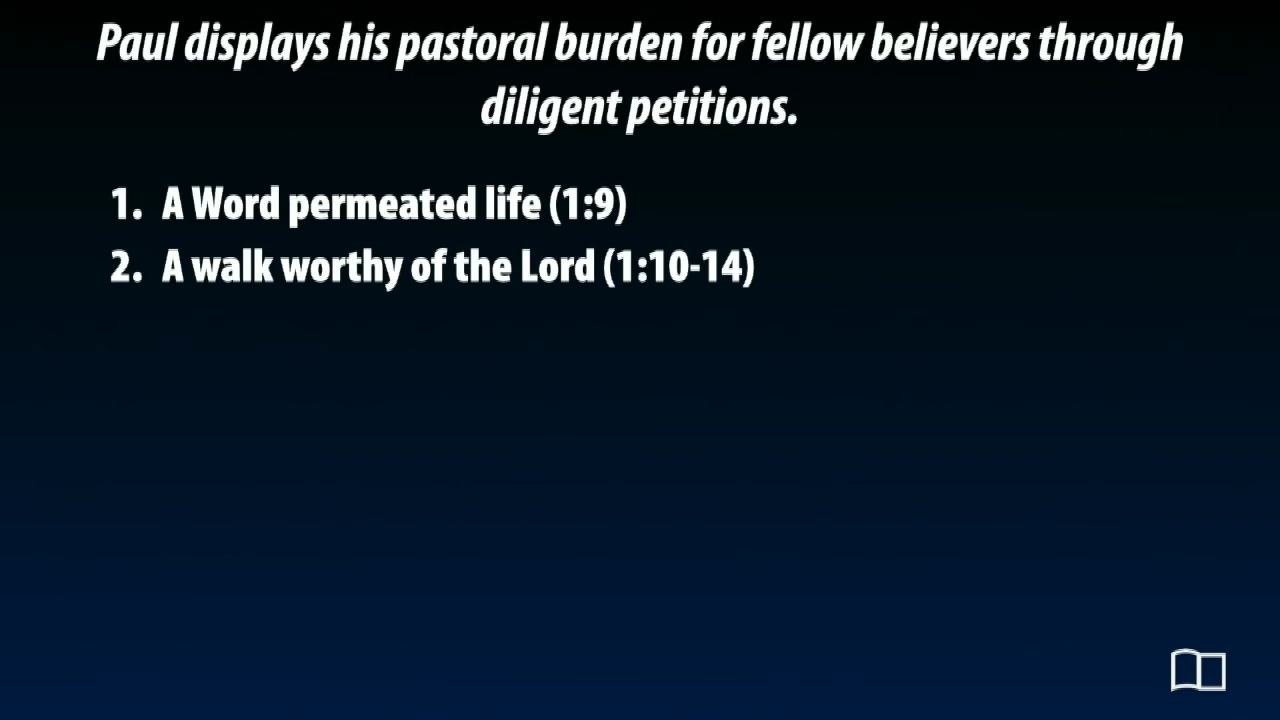 Paul displays his pastoral burden for fellow believers through
diligent petitions.
1. A Word permeated life (1:9)
2. A walk worthy of the Lord (1:10-14)